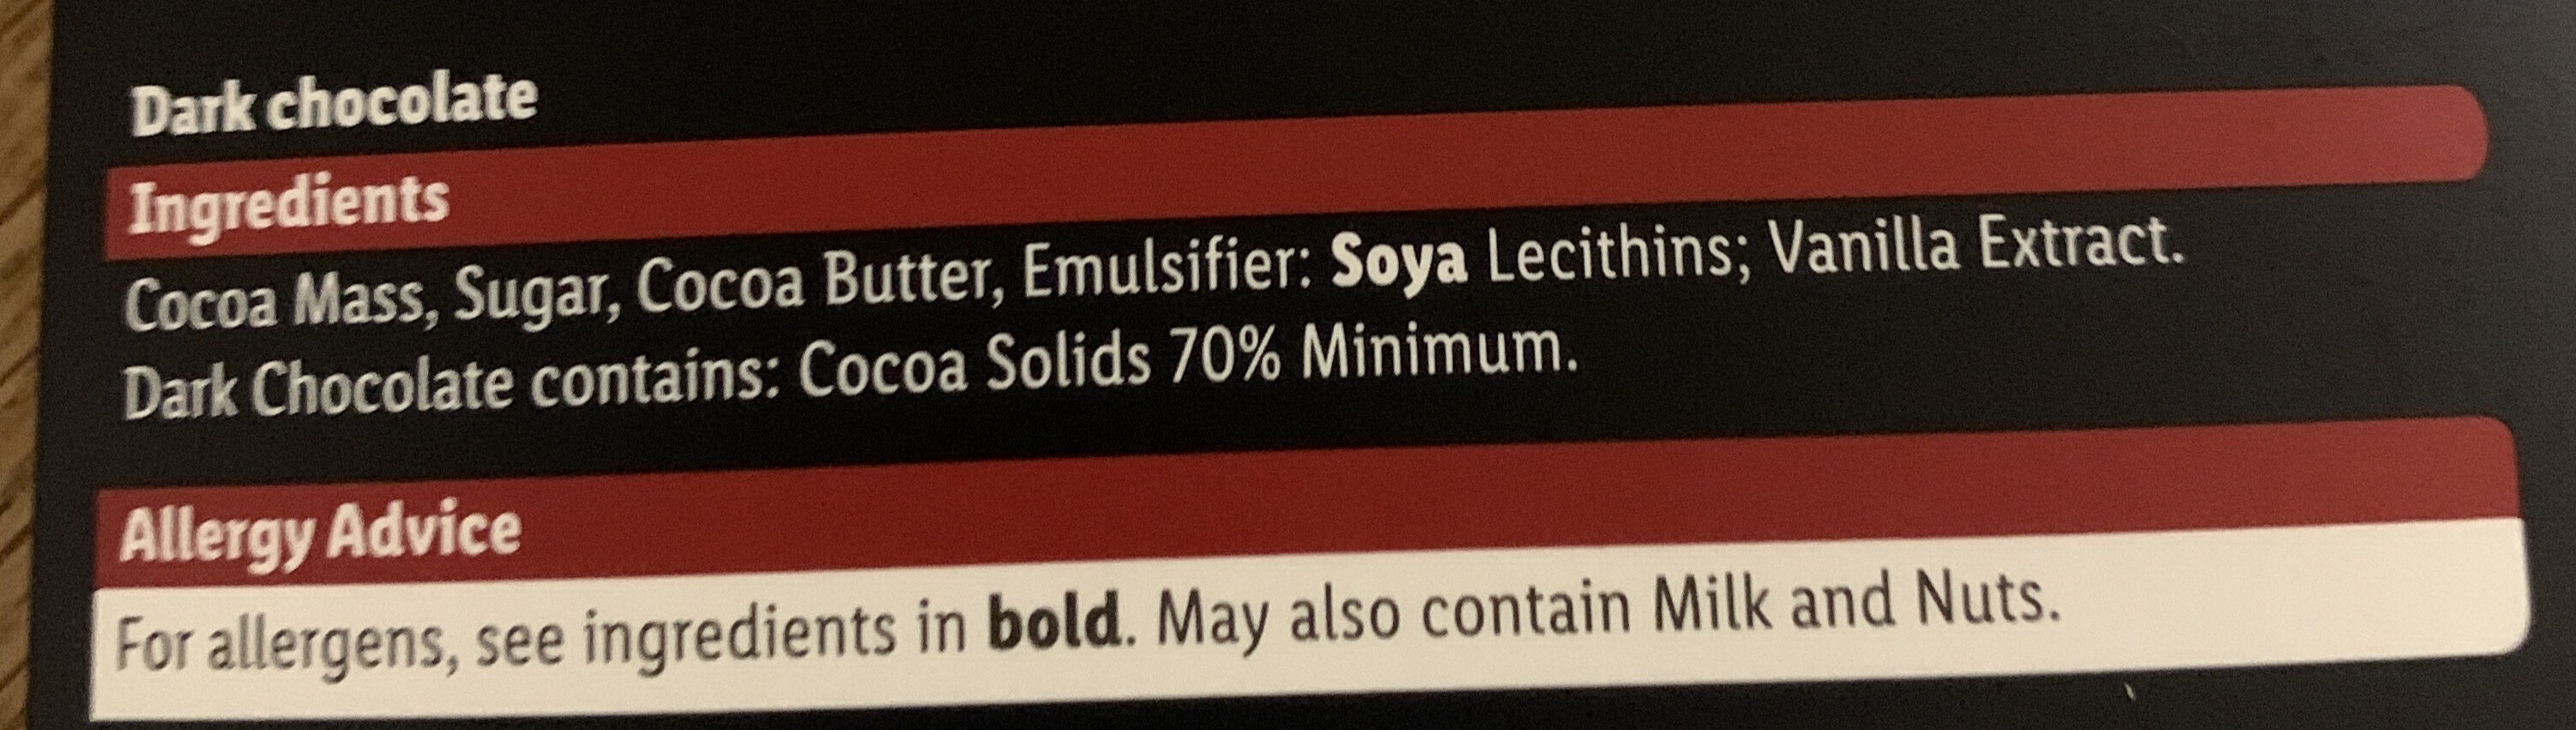 Dark chocolate
Ingredients
Cocoa Mass, Sugar, Cocoa Butter, Emulsifier: Soya Lecithins; Vanilla Extract.
Dark Chocolate contains: Cocoa Solids 70% Minimum.
Allergy Advice
For allergens, see ingredients in bold. May also contain Milk and Nuts.